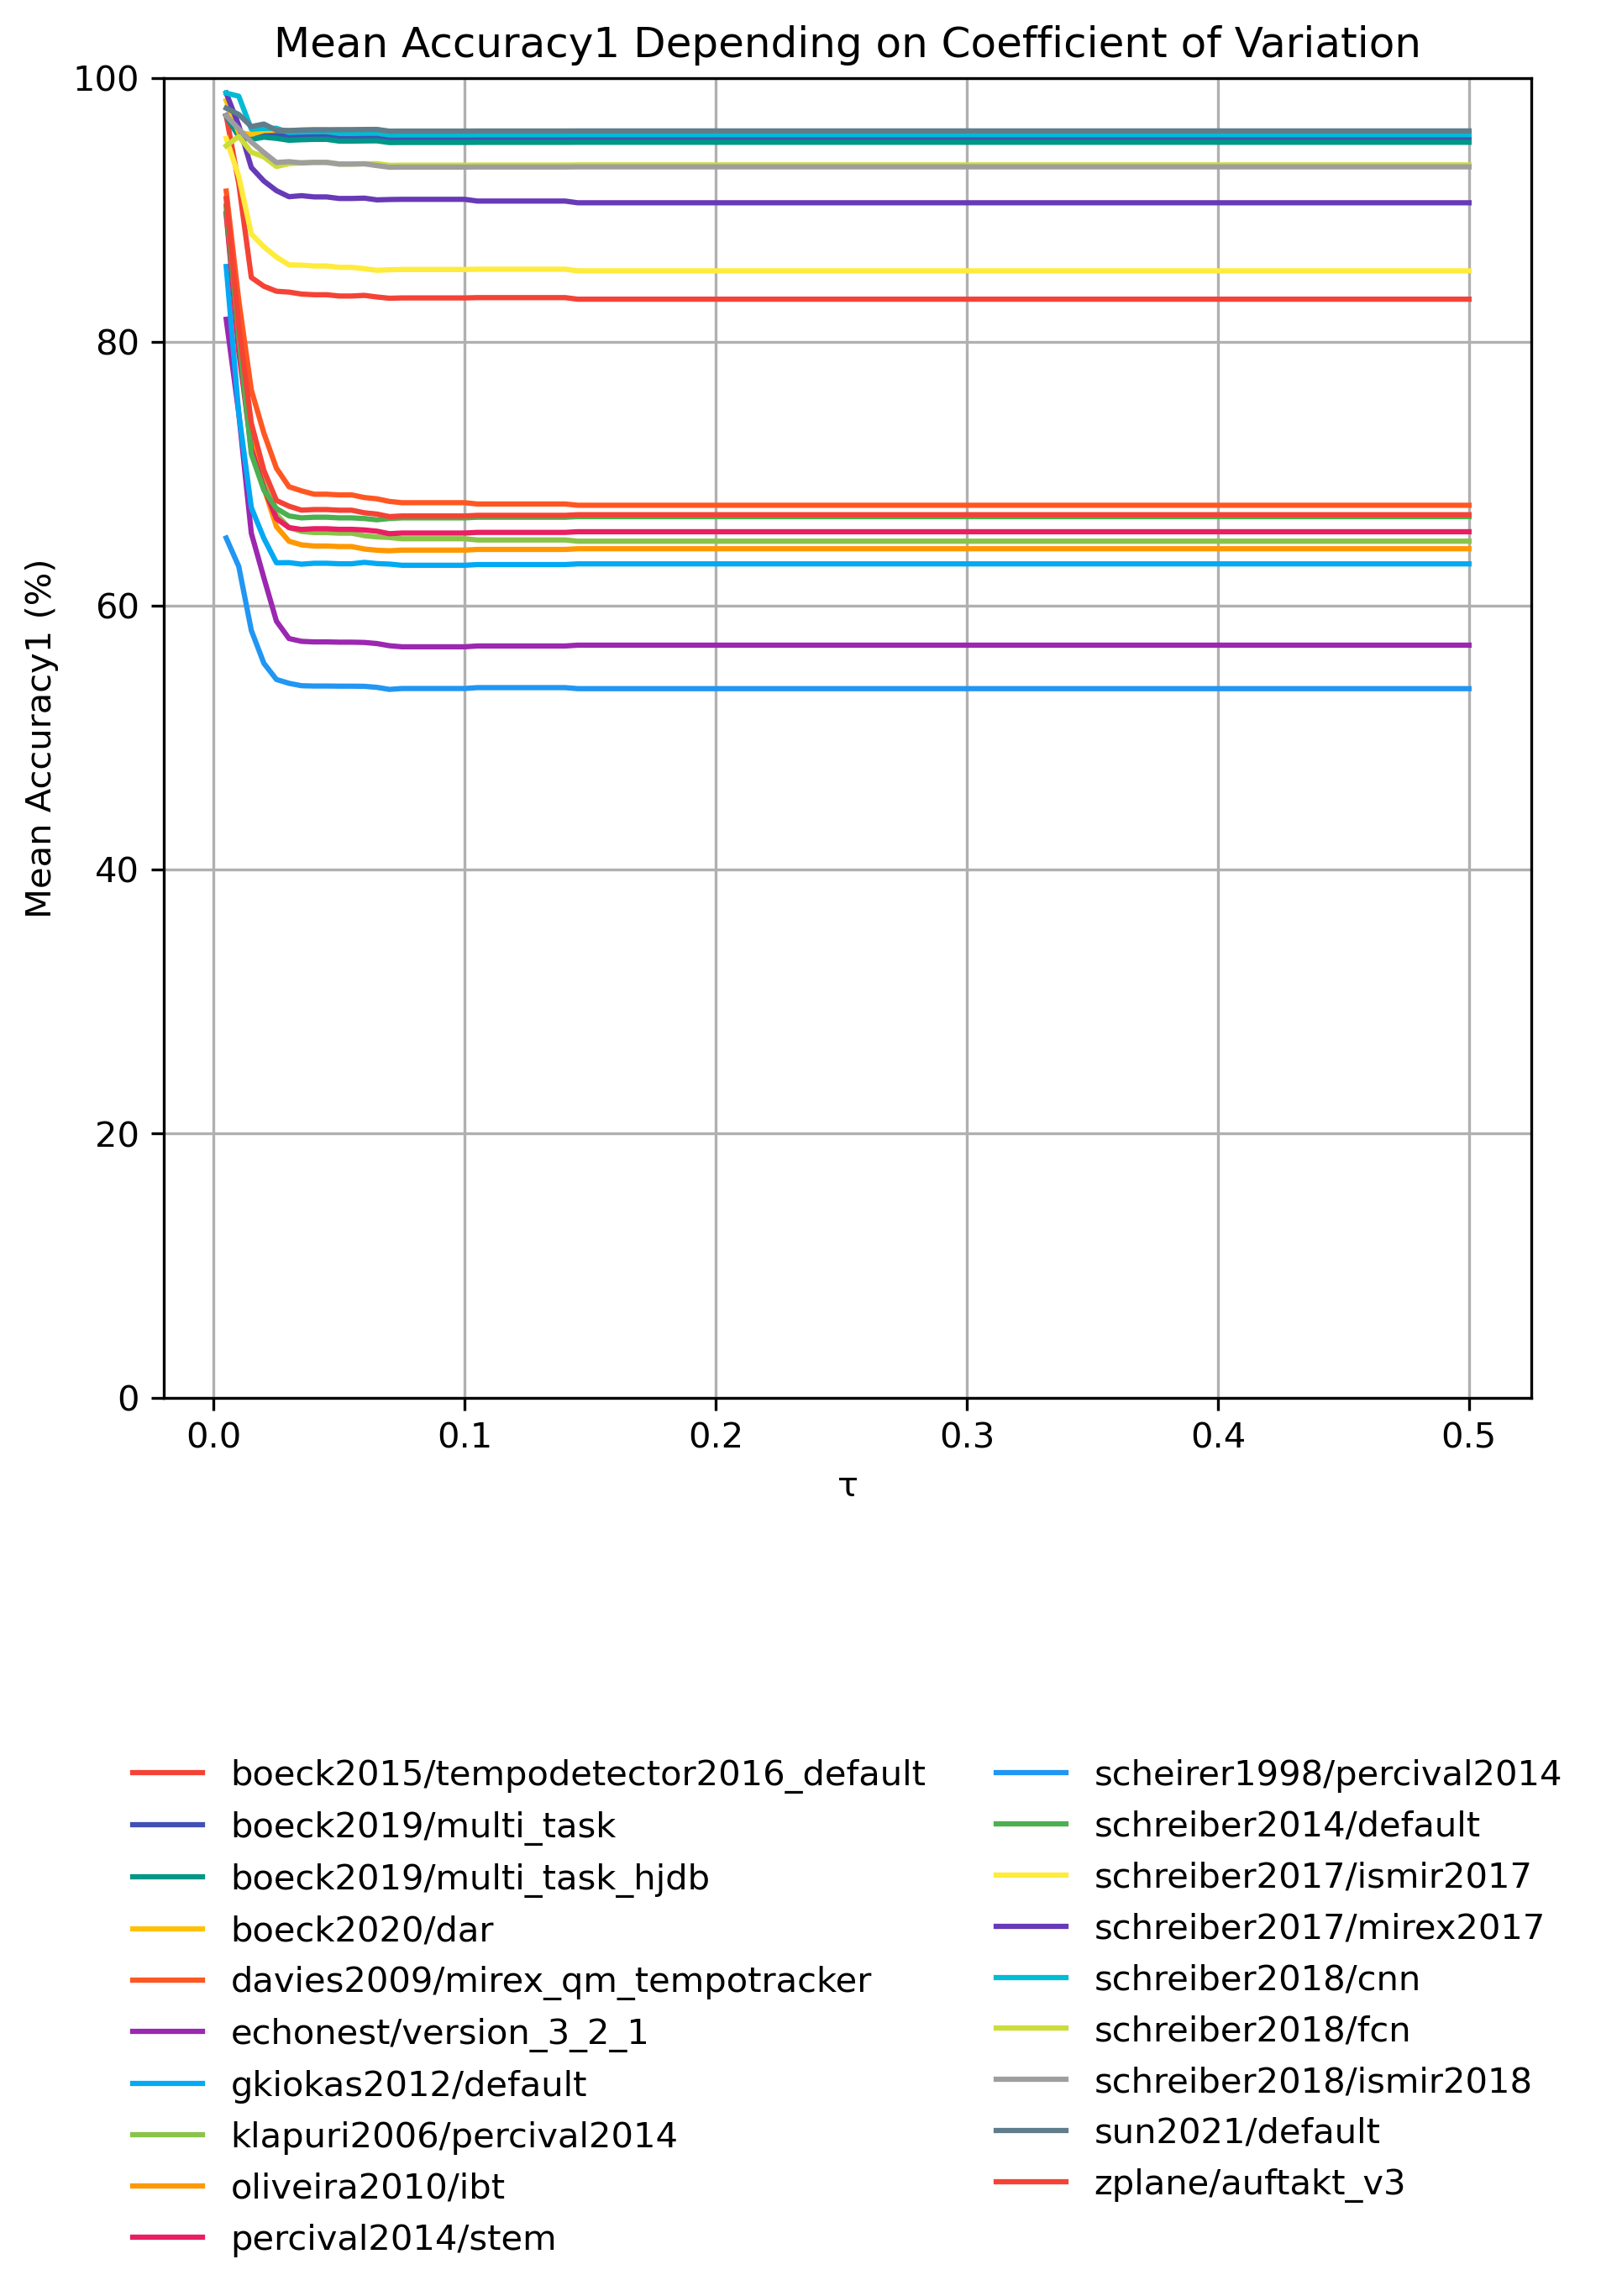 Mean Accuracy1 Depending on Coefficient of Variation
Mean Accuracy1 (%)
100
80
60
40
20
0
0.0 0.1 0.2 0.3 0.4 0.5
τ
boeck2015/tempodetector2016_default
boeck2019/multi_task
boeck2019/multi_task_hjdb
boeck2020/dar
davies2009/mirex_qm_tempotracker
echonest/version_3_2_1
gkiokas2012/default
klapuri2006/percival2014
oliveira2010/ibt
percival2014/stem
scheirer1998/percival2014
schreiber2014/default
schreiber2017/ismir2017
schreiber2017/mirex2017
schreiber2018/cnn
schreiber2018/fcn
schreiber2018/ismir2018
sun2021/default
zplane/auftakt_v3